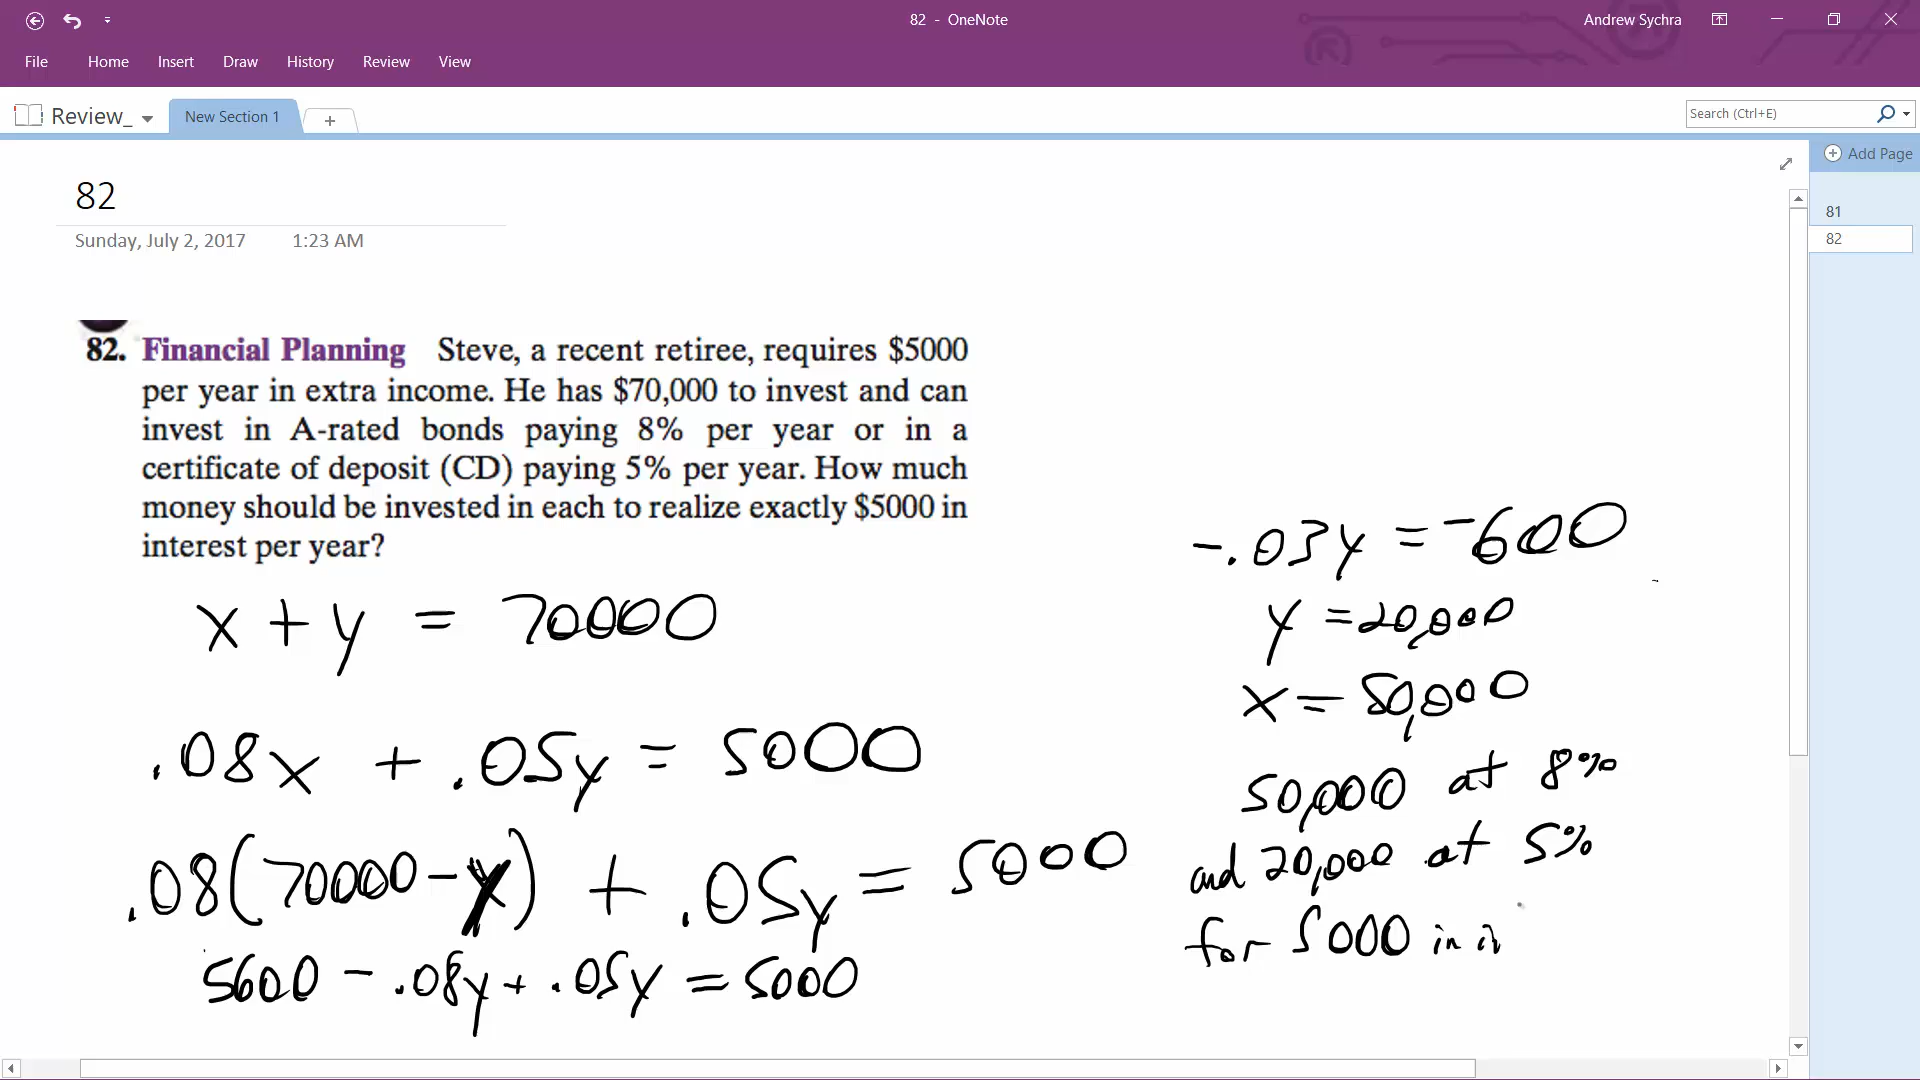 82 - OneNote
Andrew Sychra
File Home Insert Draw History Review View
Review_ New Section 1 +
Search (Ctrl+E)
Add Page
81
82
82
Sunday, July 2, 2017 1:23 AM
82. Financial Planning Steve, a recent retiree, requires $5000
per year in extra income. He has $70,000 to invest and can
invest in A-rated bonds paying 8% per year or in a
certificate of deposit (CD) paying 5% per year. How much
money should be invested in each to realize exactly $5000 in
interest per year?
x + y = 70000
.08x + .05y = 5000
.08(70000 - y) + .05y = 5000
5600 - .08y + .05y = 5000
-.03y = -600
y = 20,000
x = 50,000
50,000 at 8%
and 20,000 at 5%
for 5000 in